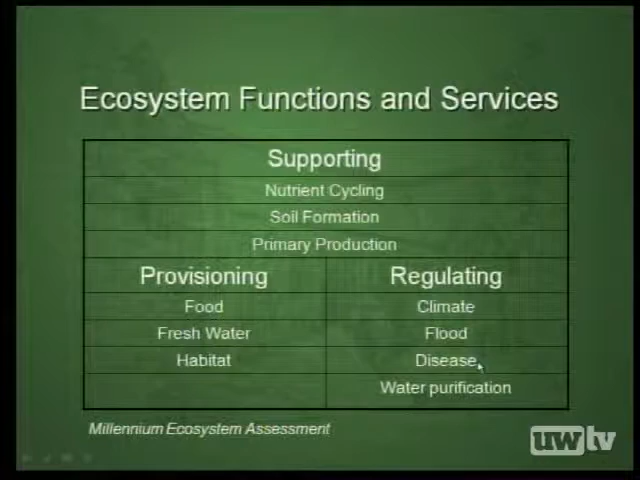 Ecosystem Functions and Services
Supporting
Nutrient Cycling
Soil Formation
Primary Production
Provisioning Regulating
Food Climate
Fresh Water Flood
Habitat Disease
Water purification
Millennium Ecosystem Assessment
uwtv